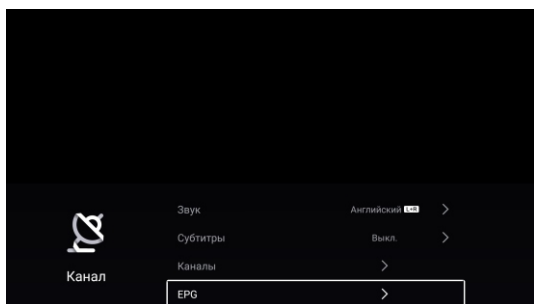 Звук Английский L+R
Субтитры Выкл.
Каналы
Канал
EPG